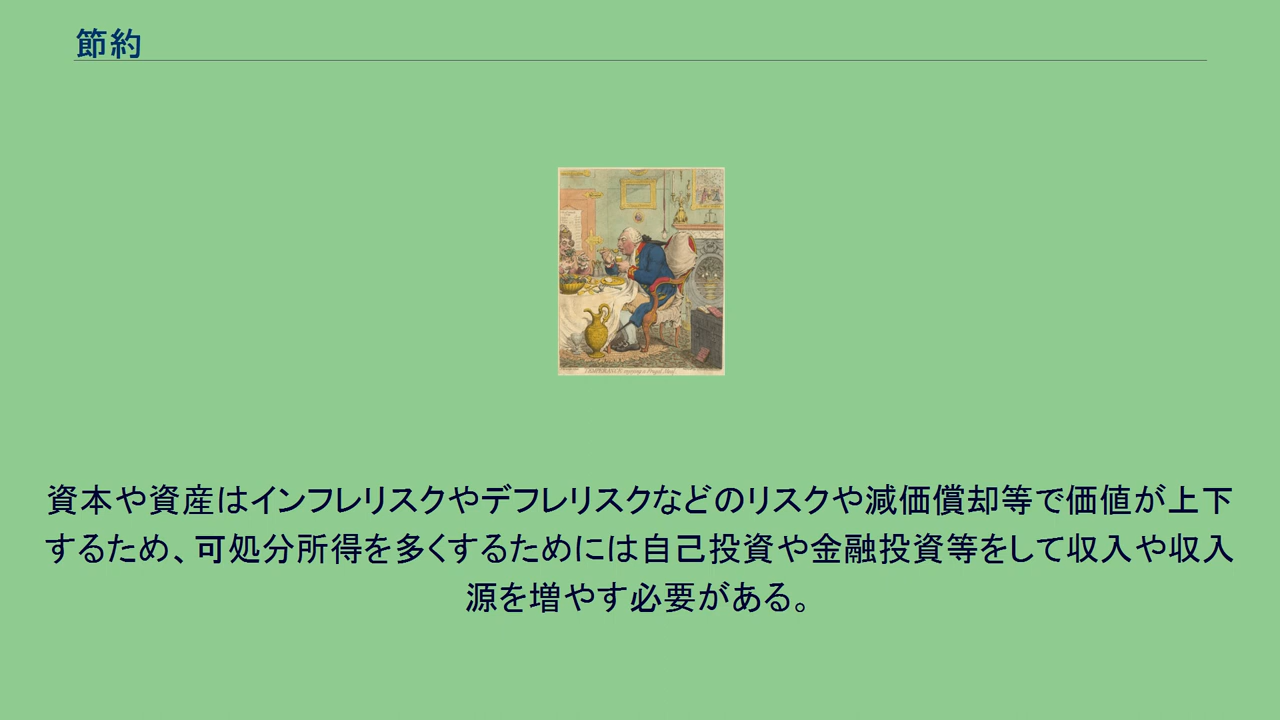 節約
資本や資産はインフレリスクやデフレリスクなどのリスクや減価償却等で価値が上下
するため、可処分所得を多くするためには自己投資や金融投資等をして収入や収入
源を増やす必要がある。